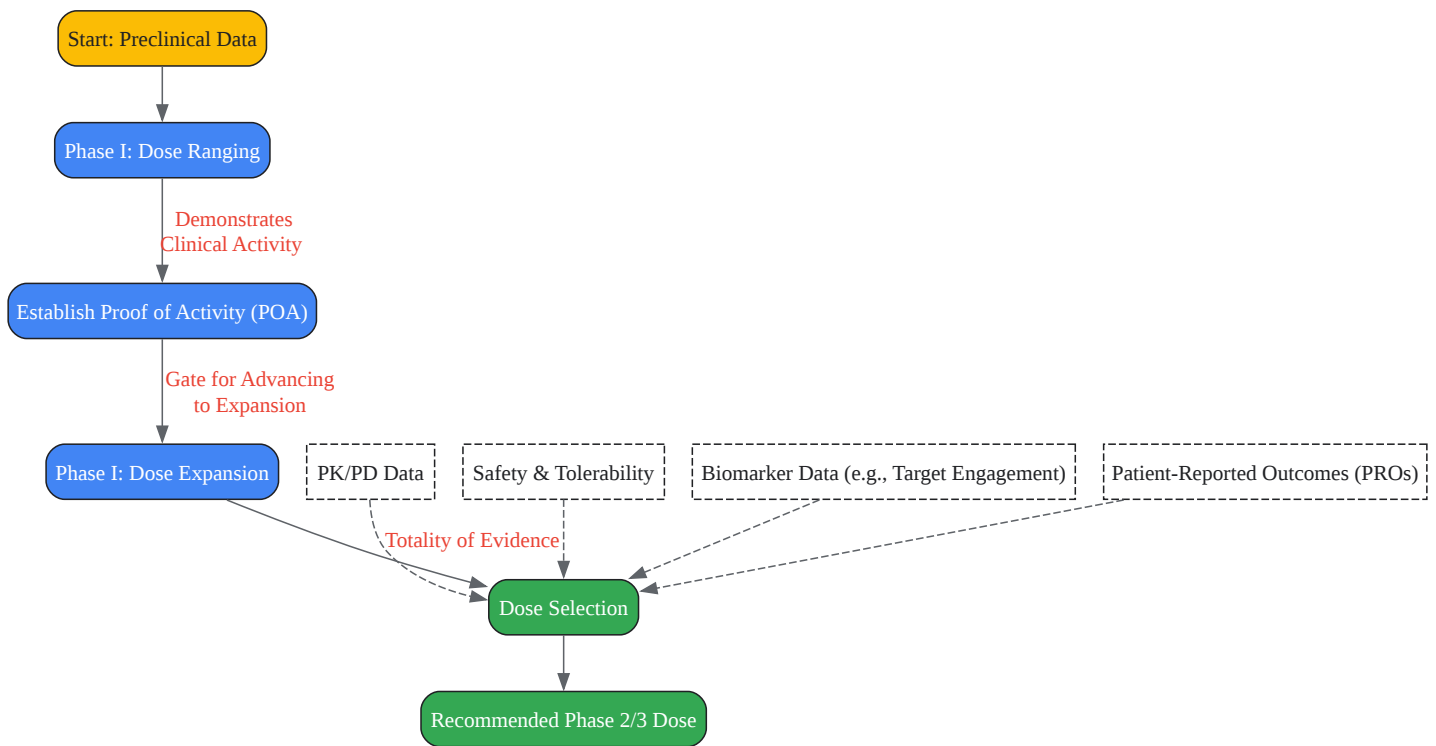 Start: Preclinical Data
Phase I: Dose Ranging
Demonstrates
Clinical Activity
Establish Proof of Activity (POA)
Gate for Advancing
to Expansion
Phase I: Dose Expansion
PK/PD Data
Safety & Tolerability
Biomarker Data (e.g., Target Engagement)
Patient-Reported Outcomes (PROs)
Totality of Evidence
Dose Selection
Recommended Phase 2/3 Dose